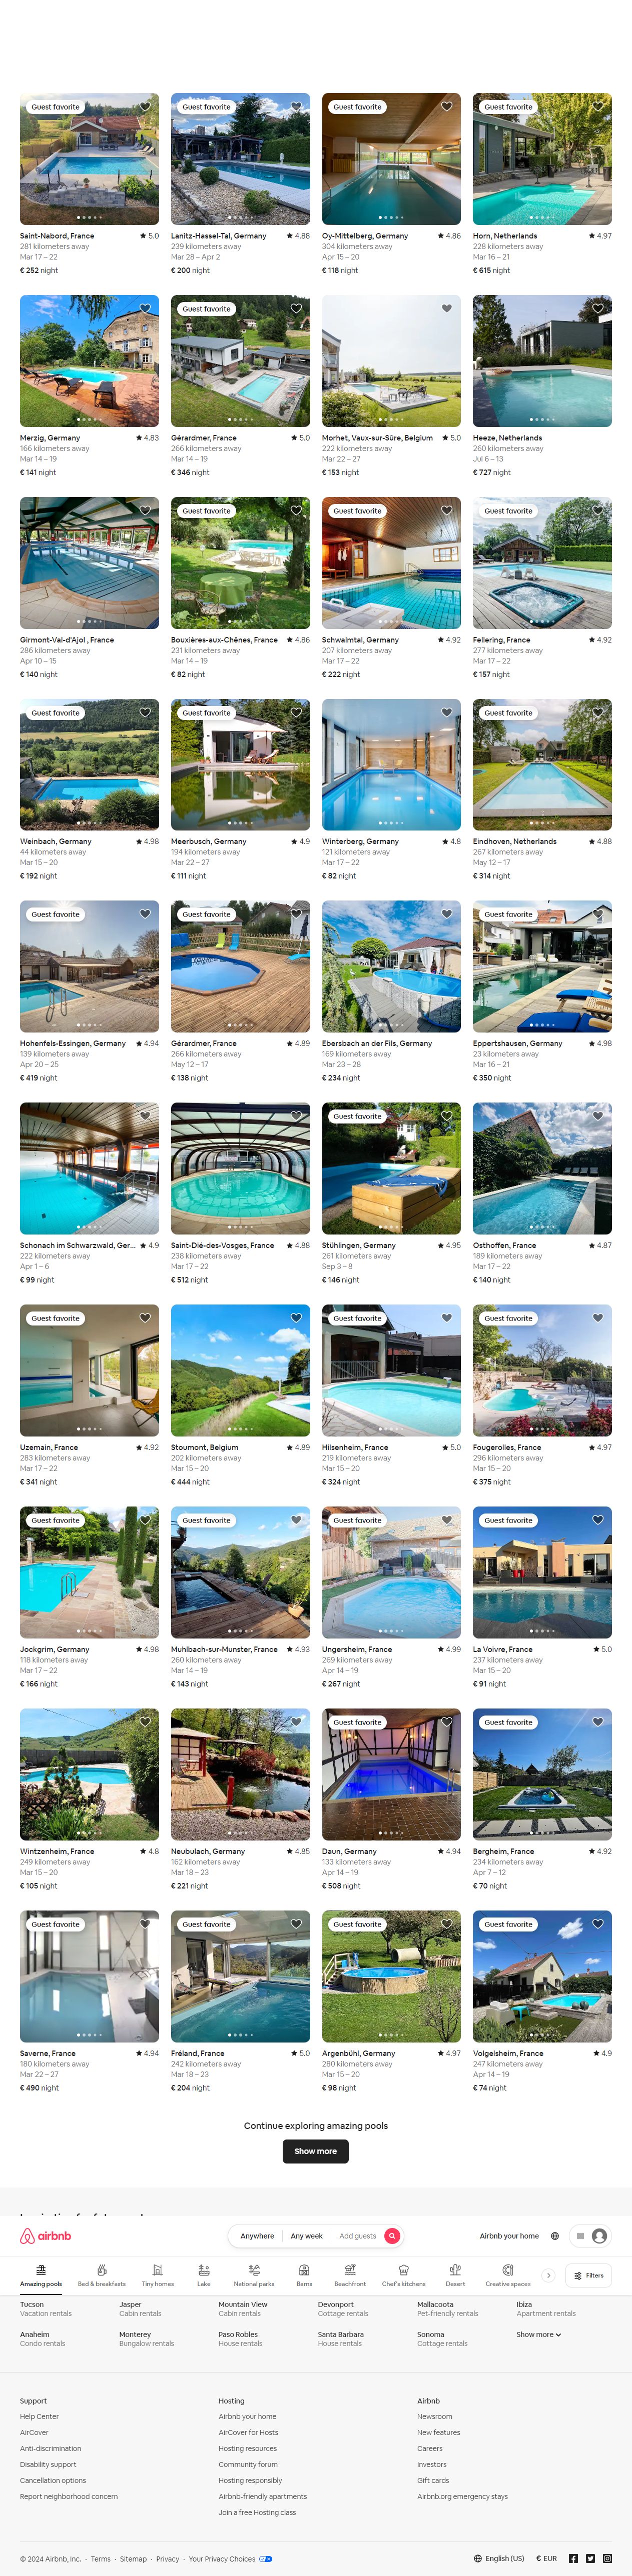 Guest favorite
Saint-Nabord, France ★ 5.0
281 kilometers away
Mar 17 – 22
€ 252 night
Guest favorite
Lanitz-Hassel-Tal, Germany ★ 4.88
239 kilometers away
Mar 28 – Apr 2
€ 200 night
Guest favorite
Oy-Mittelberg, Germany ★ 4.86
304 kilometers away
Apr 15 – 20
€ 118 night
Guest favorite
Horn, Netherlands ★ 4.97
228 kilometers away
Mar 16 – 21
€ 615 night
Merzig, Germany ★ 4.83
166 kilometers away
Mar 14 – 19
€ 141 night
Guest favorite
Gérardmer, France ★ 5.0
266 kilometers away
Mar 14 – 19
€ 346 night
Morhet, Vaux-sur-Sûre, Belgium ★ 5.0
222 kilometers away
Mar 22 – 27
€ 153 night
Heeze, Netherlands
260 kilometers away
Jul 6 – 13
€ 727 night
Girmont-Val-d'Ajol , France
286 kilometers away
Apr 10 – 15
€ 140 night
Guest favorite
Bouxières-aux-Chênes, France ★ 4.86
231 kilometers away
Mar 14 – 19
€ 82 night
Guest favorite
Schwalmtal, Germany ★ 4.92
207 kilometers away
Mar 17 – 22
€ 222 night
Guest favorite
Fellering, France ★ 4.92
277 kilometers away
Mar 17 – 22
€ 157 night
Guest favorite
Weinbach, Germany ★ 4.98
44 kilometers away
Mar 15 – 20
€ 192 night
Guest favorite
Meerbusch, Germany ★ 4.9
194 kilometers away
Mar 22 – 27
€ 111 night
Winterberg, Germany ★ 4.8
121 kilometers away
Mar 17 – 22
€ 82 night
Guest favorite
Eindhoven, Netherlands ★ 4.88
267 kilometers away
May 12 – 17
€ 314 night
Guest favorite
Hohenfels-Essingen, Germany ★ 4.94
139 kilometers away
Apr 20 – 25
€ 419 night
Guest favorite
Gérardmer, France ★ 4.89
266 kilometers away
May 12 – 17
€ 138 night
Ebersbach an der Fils, Germany
169 kilometers away
Mar 23 – 28
€ 234 night
Guest favorite
Eppertshausen, Germany ★ 4.98
23 kilometers away
Mar 16 – 21
€ 350 night
Schonach im Schwarzwald, Ger... ★ 4.9
222 kilometers away
Apr 1 – 6
€ 99 night
Saint-Dié-des-Vosges, France ★ 4.88
238 kilometers away
Mar 17 – 22
€ 512 night
Guest favorite
Stühlingen, Germany ★ 4.95
261 kilometers away
Sep 3 – 8
€ 146 night
Osthoffen, France ★ 4.87
189 kilometers away
Mar 17 – 22
€ 140 night
Guest favorite
Uzemain, France ★ 4.92
283 kilometers away
Mar 17 – 22
€ 341 night
Stoumont, Belgium ★ 4.89
202 kilometers away
Mar 15 – 20
€ 444 night
Guest favorite
Hilsenheim, France ★ 5.0
219 kilometers away
Mar 15 – 20
€ 324 night
Guest favorite
Fougerolles, France ★ 4.97
296 kilometers away
Mar 15 – 20
€ 375 night
Guest favorite
Jockgrim, Germany ★ 4.98
118 kilometers away
Mar 17 – 22
€ 166 night
Guest favorite
Muhlbach-sur-Munster, France ★ 4.93
260 kilometers away
Mar 14 – 19
€ 143 night
Guest favorite
Ungersheim, France ★ 4.99
269 kilometers away
Apr 14 – 19
€ 267 night
Guest favorite
La Voivre, France ★ 5.0
237 kilometers away
Mar 15 – 20
€ 91 night
Wintzenheim, France ★ 4.8
249 kilometers away
Mar 15 – 20
€ 105 night
Guest favorite
Neubulach, Germany ★ 4.85
162 kilometers away
Mar 18 – 23
€ 221 night
Guest favorite
Daun, Germany ★ 4.94
133 kilometers away
Apr 14 – 19
€ 508 night
Guest favorite
Bergheim, France ★ 4.92
234 kilometers away
Apr 7 – 12
€ 70 night
Guest favorite
Saverne, France ★ 4.94
180 kilometers away
Mar 22 – 27
€ 490 night
Guest favorite
Fréland, France ★ 5.0
242 kilometers away
Mar 18 – 23
€ 204 night
Guest favorite
Argenbühl, Germany ★ 4.97
280 kilometers away
Mar 15 – 20
€ 98 night
Guest favorite
Volgelsheim, France ★ 4.9
247 kilometers away
Apr 14 – 19
€ 74 night
Continue exploring amazing pools
Show more
airbnb
Anywhere Any week Add guests
Airbnb your home
Amazing pools
Bed & breakfasts
Tiny homes
Lake
National parks
Barns
Beachfront
Chef's kitchens
Desert
Creative spaces
Filters
Tucson
Vacation rentals
Jasper
Cabin rentals
Mountain View
Cabin rentals
Devonport
Cottage rentals
Mallacoota
Pet-friendly rentals
Ibiza
Apartment rentals
Anaheim
Condo rentals
Monterey
Bungalow rentals
Paso Robles
House rentals
Santa Barbara
House rentals
Sonoma
Cottage rentals
Show more
Support
Help Center
AirCover
Anti-discrimination
Disability support
Cancellation options
Report neighborhood concern
Hosting
Airbnb your home
AirCover for Hosts
Hosting resources
Community forum
Hosting responsibly
Airbnb-friendly apartments
Join a free Hosting class
Airbnb
Newsroom
New features
Careers
Investors
Gift cards
Airbnb.org emergency stays
© 2024 Airbnb, Inc. · Terms · Sitemap · Privacy · Your Privacy Choices
English (US) € EUR